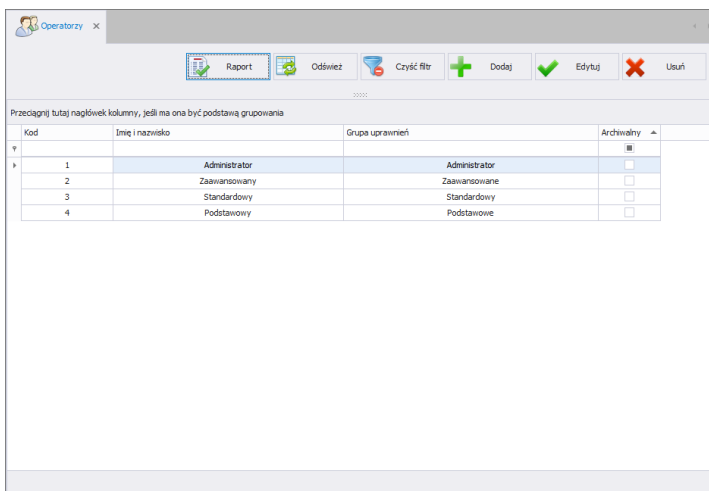 Operatorzy
Raport Odśwież Czyść filtr Dodaj Edytuj Usuń
Przeciągnij tutaj nagłówek kolumny, jeśli ma ona być podstawą grupowania
Kod Imię i nazwisko Grupa uprawnień Archiwalny
1 Administrator Administrator
2 Zaawansowany Zaawansowane
3 Standardowy Standardowy
4 Podstawowy Podstawowe